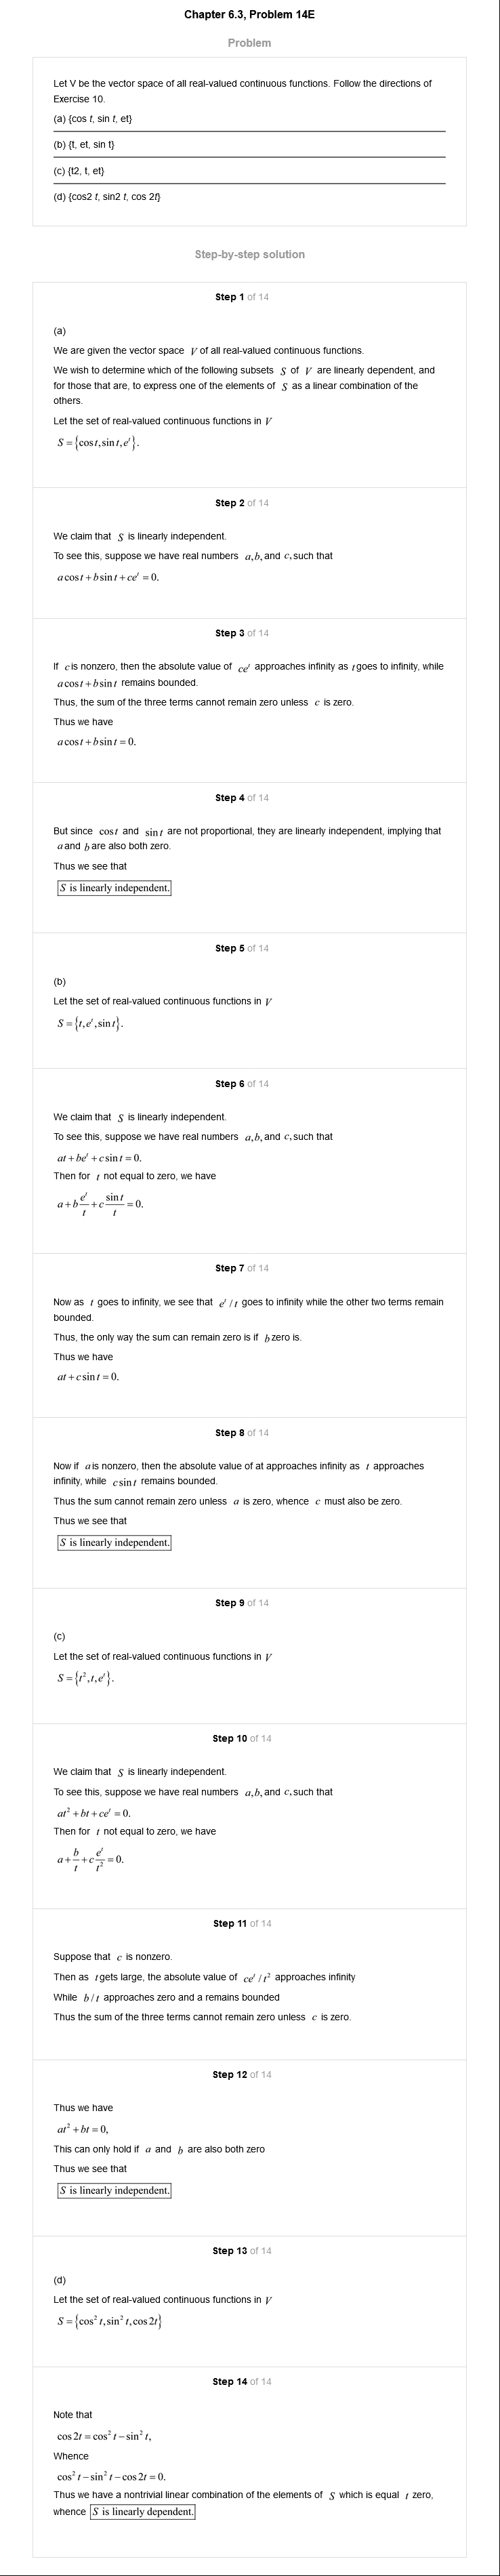 Chapter 6.3, Problem 14E
Problem
Let V be the vector space of all real-valued continuous functions. Follow the directions of
Exercise 10.
(a) {cos t, sin t, et}
(b) {t, et, sin t}
(c) {t2, t, et}
(d) {cos2 t, sin2 t, cos 2t}
Step-by-step solution
Step 1 of 14
(a)
We are given the vector space V of all real-valued continuous functions.
We wish to determine which of the following subsets S of V are linearly dependent, and
for those that are, to express one of the elements of S as a linear combination of the
others.
Let the set of real-valued continuous functions in V
S = {cos t, sin t, e^t}.
Step 2 of 14
We claim that S is linearly independent.
To see this, suppose we have real numbers a,b, and c, such that
a cos t + b sin t + ce^t = 0.
Step 3 of 14
If c is nonzero, then the absolute value of ce^t approaches infinity as t goes to infinity, while
a cos t + b sin t remains bounded.
Thus, the sum of the three terms cannot remain zero unless c is zero.
Thus we have
a cos t + b sin t = 0.
Step 4 of 14
But since cos t and sin t are not proportional, they are linearly independent, implying that
a and b are also both zero.
Thus we see that
S is linearly independent.
Step 5 of 14
(b)
Let the set of real-valued continuous functions in V
S = {t, e^t, sin t}.
Step 6 of 14
We claim that S is linearly independent.
To see this, suppose we have real numbers a,b, and c, such that
at + be^t + c sin t = 0.
Then for t not equal to zero, we have
a + b e^t/t + c sin t/t = 0.
Step 7 of 14
Now as t goes to infinity, we see that e^t / t goes to infinity while the other two terms remain
bounded.
Thus, the only way the sum can remain zero is if b zero is.
Thus we have
at + c sin t = 0.
Step 8 of 14
Now if a is nonzero, then the absolute value of at approaches infinity as t approaches
infinity, while c sin t remains bounded.
Thus the sum cannot remain zero unless a is zero, whence c must also be zero.
Thus we see that
S is linearly independent.
Step 9 of 14
(c)
Let the set of real-valued continuous functions in V
S = {t², t, e^t}.
Step 10 of 14
We claim that S is linearly independent.
To see this, suppose we have real numbers a,b, and c, such that
at² + bt + ce^t = 0.
Then for t not equal to zero, we have
a + b/t + c e^t/t² = 0.
Step 11 of 14
Suppose that c is nonzero.
Then as t gets large, the absolute value of ce^t / t² approaches infinity
While b / t approaches zero and a remains bounded
Thus the sum of the three terms cannot remain zero unless c is zero.
Step 12 of 14
Thus we have
at² + bt = 0,
This can only hold if a and b are also both zero
Thus we see that
S is linearly independent.
Step 13 of 14
(d)
Let the set of real-valued continuous functions in V
S = {cos² t, sin² t, cos 2t}
Step 14 of 14
Note that
cos 2t = cos² t − sin² t,
Whence
cos² t − sin² t − cos 2t = 0.
Thus we have a nontrivial linear combination of the elements of S which is equal t zero,
whence S is linearly dependent.